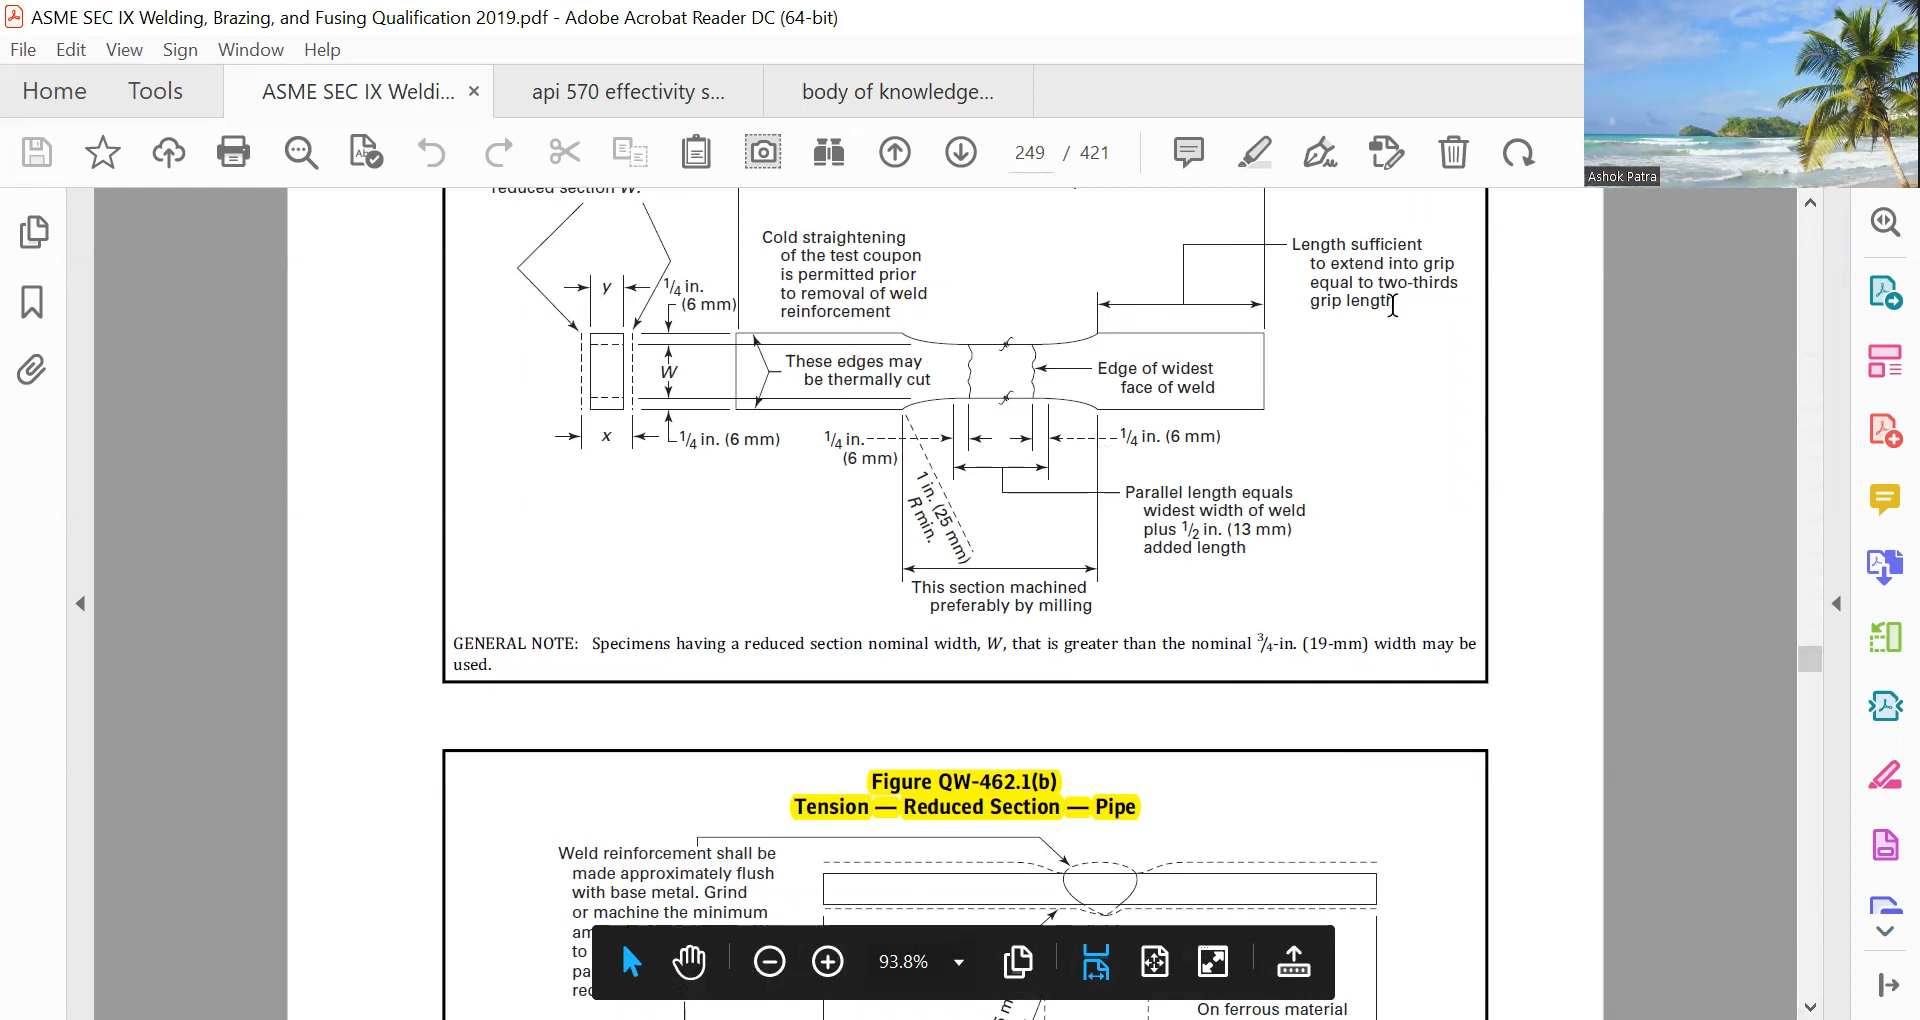 ASME SEC IX Welding, Brazing, and Fusing Qualification 2019.pdf - Adobe Acrobat Reader DC (64-bit)
File Edit View Sign Window Help
Home Tools ASME SEC IX Weldi... × api 570 effectivity s... body of knowledge...
249 / 421
Ashok Patra
reduced section W.
Cold straightening
of the test coupon
is permitted prior
to removal of weld
reinforcement
Length sufficient
to extend into grip
equal to two-thirds
grip length
y
1/4 in.
(6 mm)
W
These edges may
be thermally cut
Edge of widest
face of weld
x
1/4 in. (6 mm)
1/4 in.
(6 mm)
1/4 in. (6 mm)
1 in. (25 mm)
R min.
Parallel length equals
widest width of weld
plus 1/2 in. (13 mm)
added length
This section machined
preferably by milling
GENERAL NOTE: Specimens having a reduced section nominal width, W, that is greater than the nominal 3/4-in. (19-mm) width may be
used.
Figure QW-462.1(b)
Tension — Reduced Section — Pipe
Weld reinforcement shall be
made approximately flush
with base metal. Grind
or machine the minimum
to
93.8%
On ferrous material